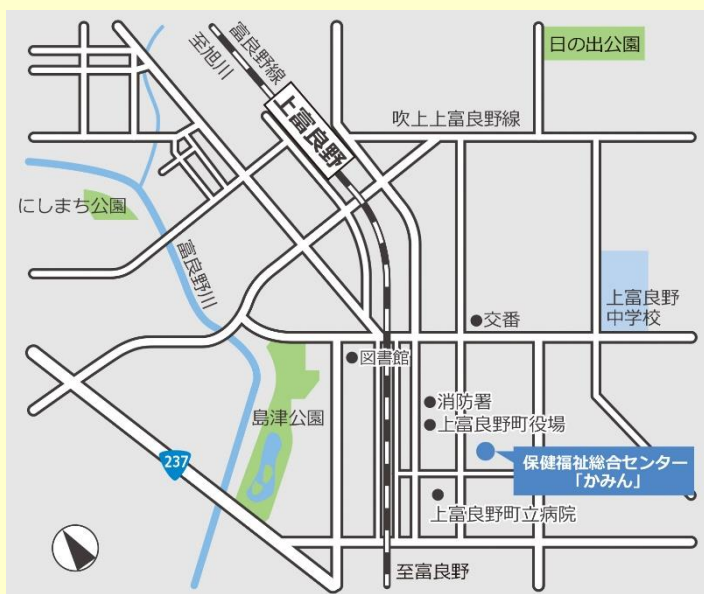 日の出公園
富良野線
至旭川
上富良野
吹上上富良野線
にしまち公園
富良野川
上富良野
中学校
交番
図書館
消防署
島津公園
上富良野町役場
237
保健福祉総合センター
「かみん」
上富良野町立病院
至富良野